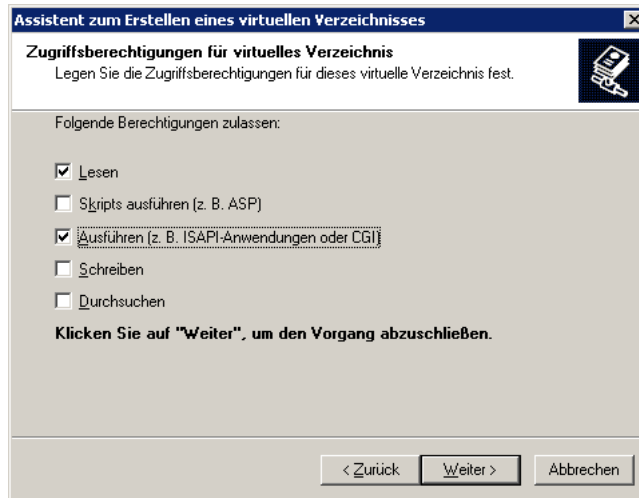 Assistent zum Erstellen eines virtuellen Verzeichnisses
Zugriffsberechtigungen für virtuelles Verzeichnis
Legen Sie die Zugriffsberechtigungen für dieses virtuelle Verzeichnis fest.
Folgende Berechtigungen zulassen:
Lesen
Skripts ausführen (z. B. ASP)
Ausführen (z. B. ISAPI-Anwendungen oder CGI)
Schreiben
Durchsuchen
Klicken Sie auf "Weiter", um den Vorgang abzuschließen.
< Zurück Weiter > Abbrechen